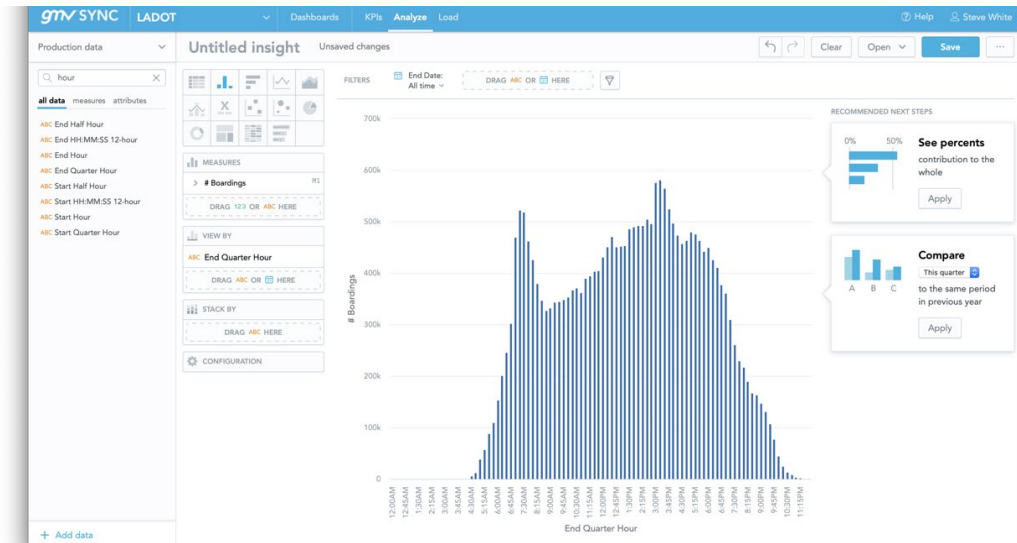 gmv SYNC LADOT Dashboards KPIs Analyze Load Help Steve White
Production data Untitled insight Unsaved changes Clear Open Save ...
hour
all data measures attributes
ABC End Half Hour
ABC End HH:MM:SS 12-hour
ABC End Hour
ABC End Quarter Hour
ABC Start Half Hour
ABC Start HH:MM:SS 12-hour
ABC Start Hour
ABC Start Quarter Hour
+ Add data
MEASURES
# Boardings M1
DRAG 123 OR ABC HERE
VIEW BY
ABC End Quarter Hour
DRAG ABC OR HERE
STACK BY
DRAG ABC HERE
CONFIGURATION
FILTERS End Date: All time DRAG ABC OR HERE
# Boardings
700k
600k
500k
400k
300k
200k
100k
0
12:00AM
12:45AM
1:30AM
2:15AM
3:00AM
3:45AM
4:30AM
5:15AM
6:00AM
6:45AM
7:30AM
8:15AM
9:00AM
9:45AM
10:30AM
11:15AM
12:00PM
12:45PM
1:30PM
2:15PM
3:00PM
3:45PM
4:30PM
5:15PM
6:00PM
6:45PM
7:30PM
8:15PM
9:00PM
9:45PM
10:30PM
11:15PM
End Quarter Hour
RECOMMENDED NEXT STEPS
0% 50%
See percents
contribution to the
whole
Apply
A B C
Compare
This quarter
to the same period
in previous year
Apply